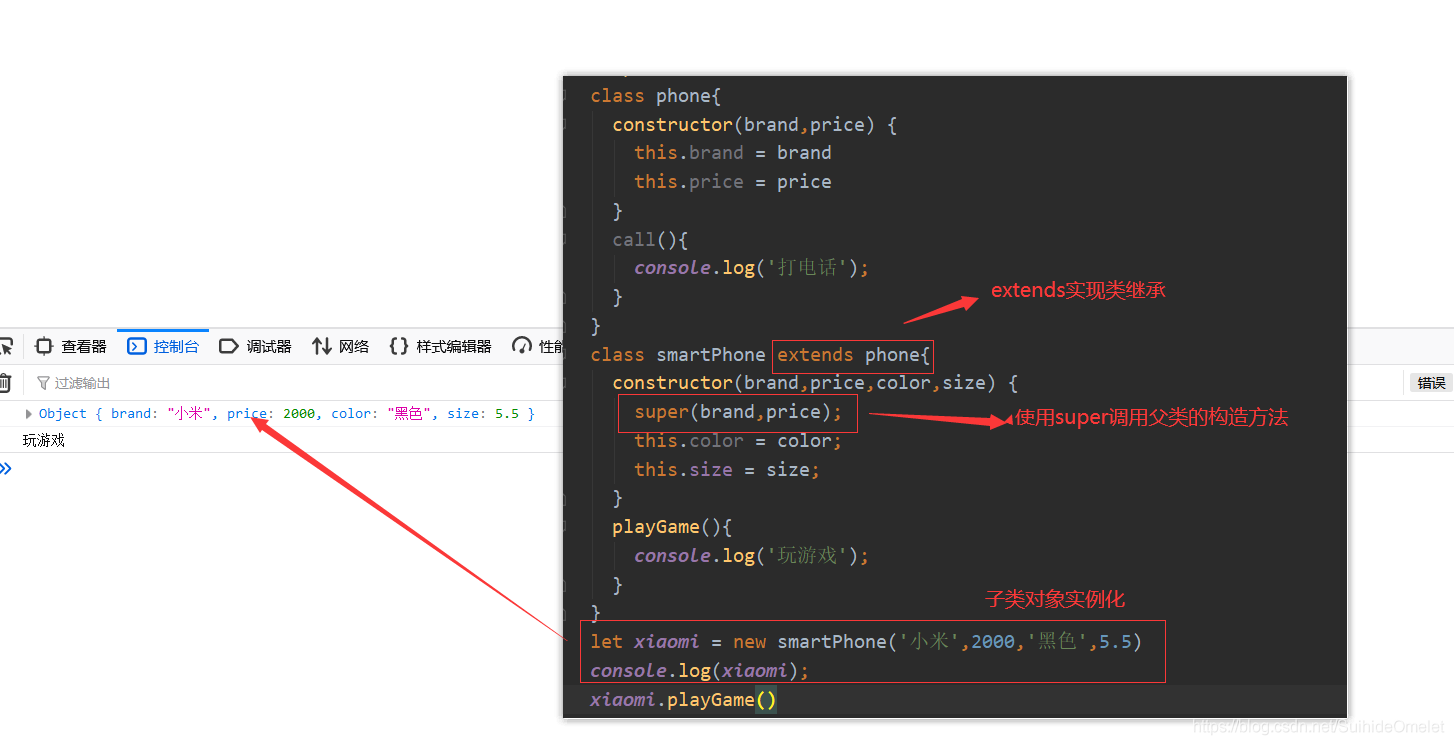 class phone{
constructor(brand,price) {
this.brand = brand
this.price = price
}
call(){
console.log('打电话');
}
}
class smartPhone extends phone{
constructor(brand,price,color,size) {
super(brand,price);
this.color = color;
this.size = size;
}
playGame(){
console.log('玩游戏');
}
}
let xiaomi = new smartPhone('小米',2000,'黑色',5.5)
console.log(xiaomi);
xiaomi.playGame()
extends实现类继承
使用super调用父类的构造方法
子类对象实例化
查看器 控制台 调试器 网络 样式编辑器 性能
过滤输出 错误
Object { brand: "小米", price: 2000, color: "黑色", size: 5.5 }
玩游戏
https://blog.csdn.net/SuihideOmelet